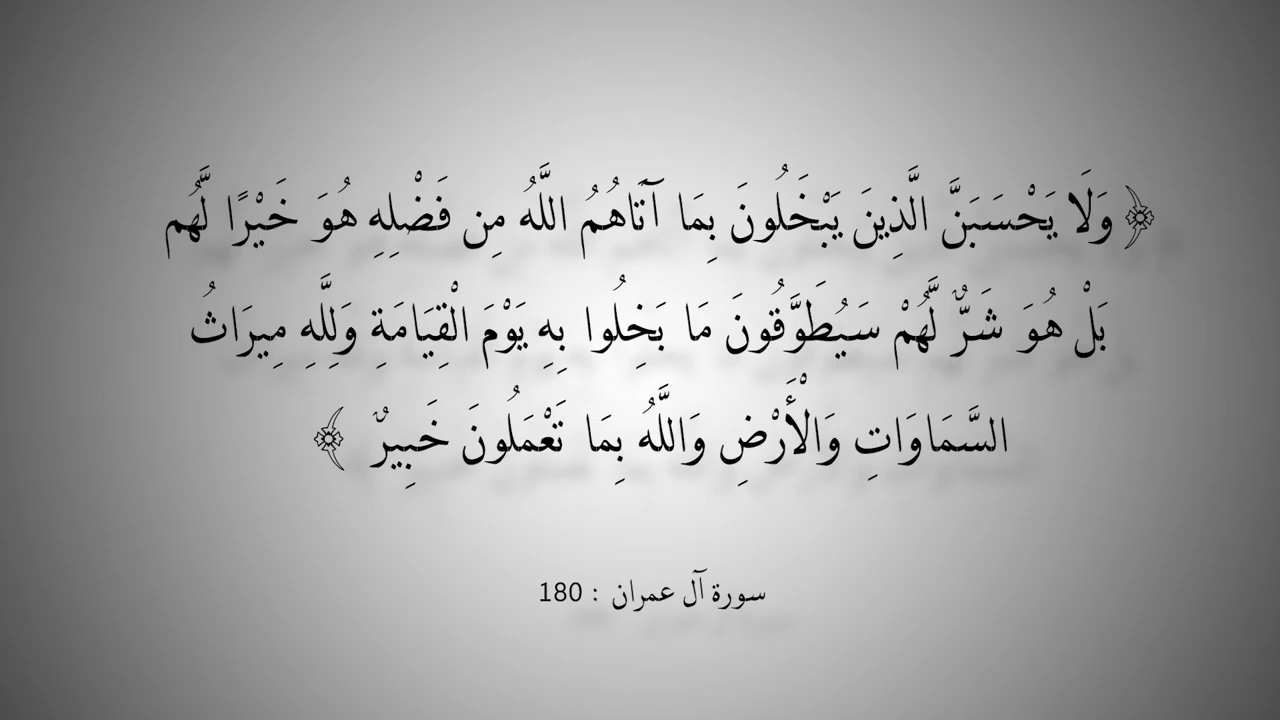 ﴿ وَلَا يَحْسَبَنَّ الَّذِينَ يَبْخَلُونَ بِمَا آتَاهُمُ اللَّهُ مِن فَضْلِهِ هُوَ خَيْرًا لَّهُم
بَلْ هُوَ شَرٌّ لَّهُمْ سَيُطَوَّقُونَ مَا بَخِلُوا بِهِ يَوْمَ الْقِيَامَةِ وَلِلَّهِ مِيرَاثُ
السَّمَاوَاتِ وَالْأَرْضِ وَاللَّهُ بِمَا تَعْمَلُونَ خَبِيرٌ ﴾
سورة آل عمران : 180